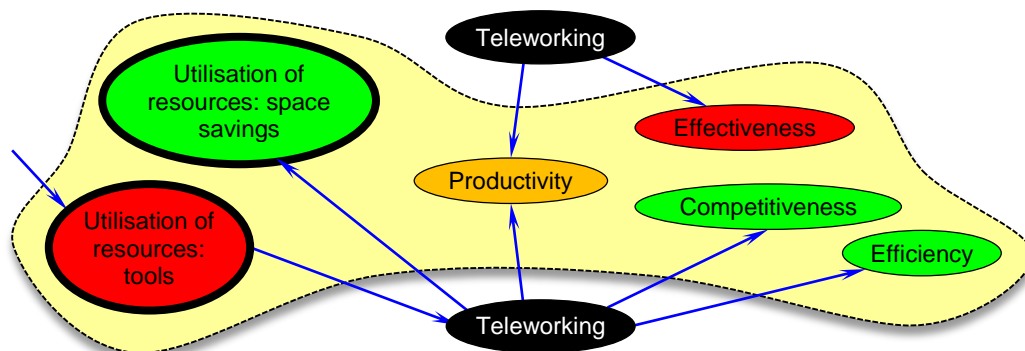 Teleworking
Utilisation of
resources: space
savings
Effectiveness
Productivity
Competitiveness
Utilisation of
resources:
tools
Efficiency
Teleworking